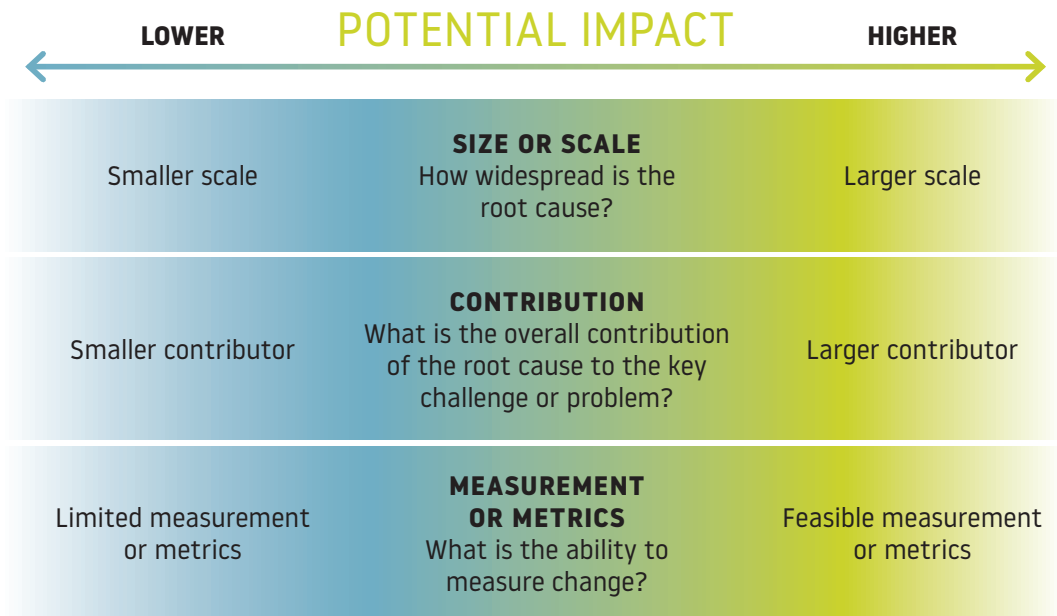 LOWER
POTENTIAL IMPACT
HIGHER
SIZE OR SCALE
How widespread is the
root cause?
Smaller scale
Larger scale
CONTRIBUTION
What is the overall contribution
of the root cause to the key
challenge or problem?
Smaller contributor
Larger contributor
MEASUREMENT
OR METRICS
What is the ability to
measure change?
Limited measurement
or metrics
Feasible measurement
or metrics